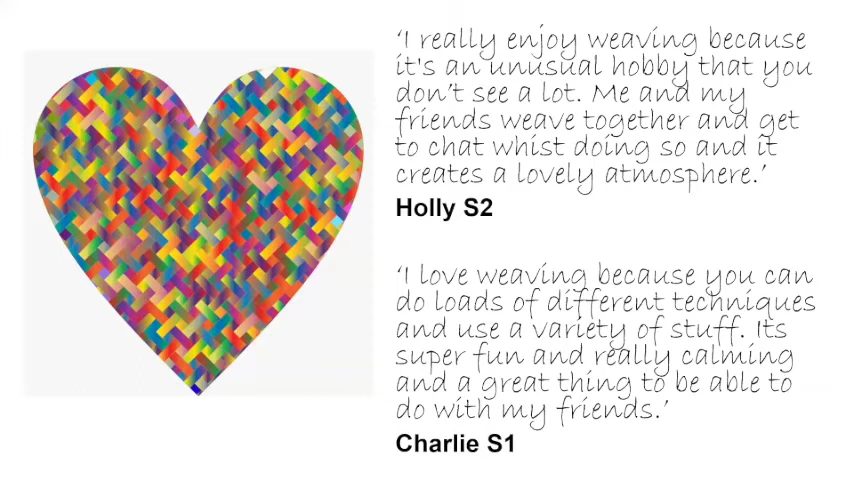 ‘I really enjoy weaving because
it's an unusual hobby that you
don’t see a lot. Me and my
friends weave together and get
to chat whist doing so and it
creates a lovely atmosphere.’
Holly S2
‘I love weaving because you can
do loads of different techniques
and use a variety of stuff. Its
super fun and really calming
and a great thing to be able to
do with my friends.’
Charlie S1